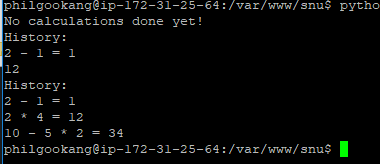 philgookang@ip-172-31-25-64:/var/www/snu$ pytho
No calculations done yet!
History:
2 - 1 = 1
12
History:
2 - 1 = 1
2 * 4 = 12
10 - 5 * 2 = 34
philgookang@ip-172-31-25-64:/var/www/snu$